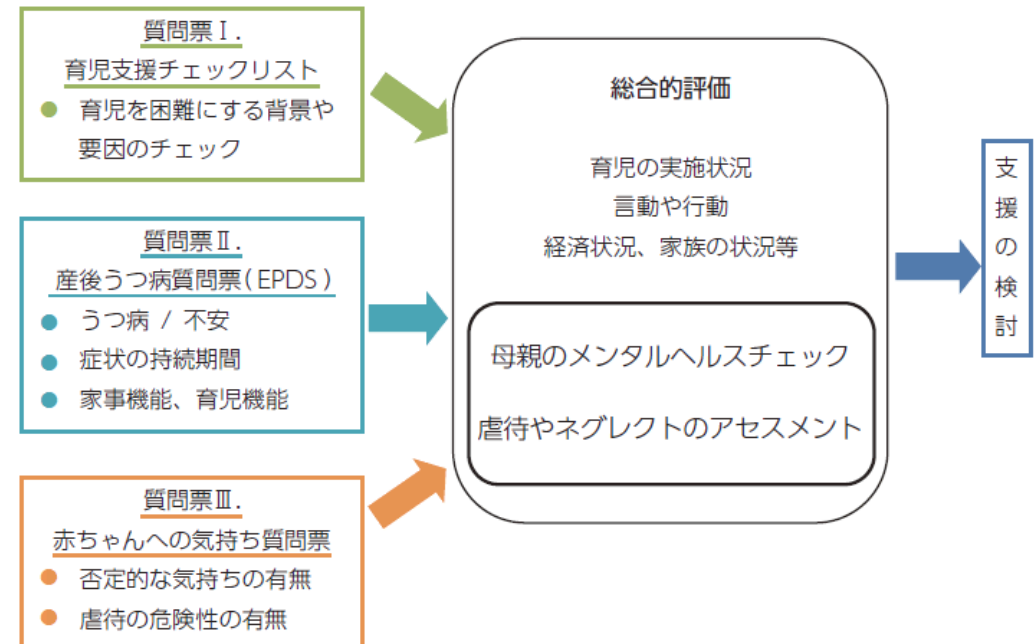 質問票Ⅰ.
育児支援チェックリスト
● 育児を困難にする背景や
要因のチェック
質問票Ⅱ.
産後うつ病質問票(EPDS)
● うつ病 / 不安
● 症状の持続期間
● 家事機能、育児機能
質問票Ⅲ.
赤ちゃんへの気持ち質問票
● 否定的な気持ちの有無
● 虐待の危険性の有無
総合的評価
育児の実施状況
言動や行動
経済状況、家族の状況等
母親のメンタルヘルスチェック
虐待やネグレクトのアセスメント
支援の検討